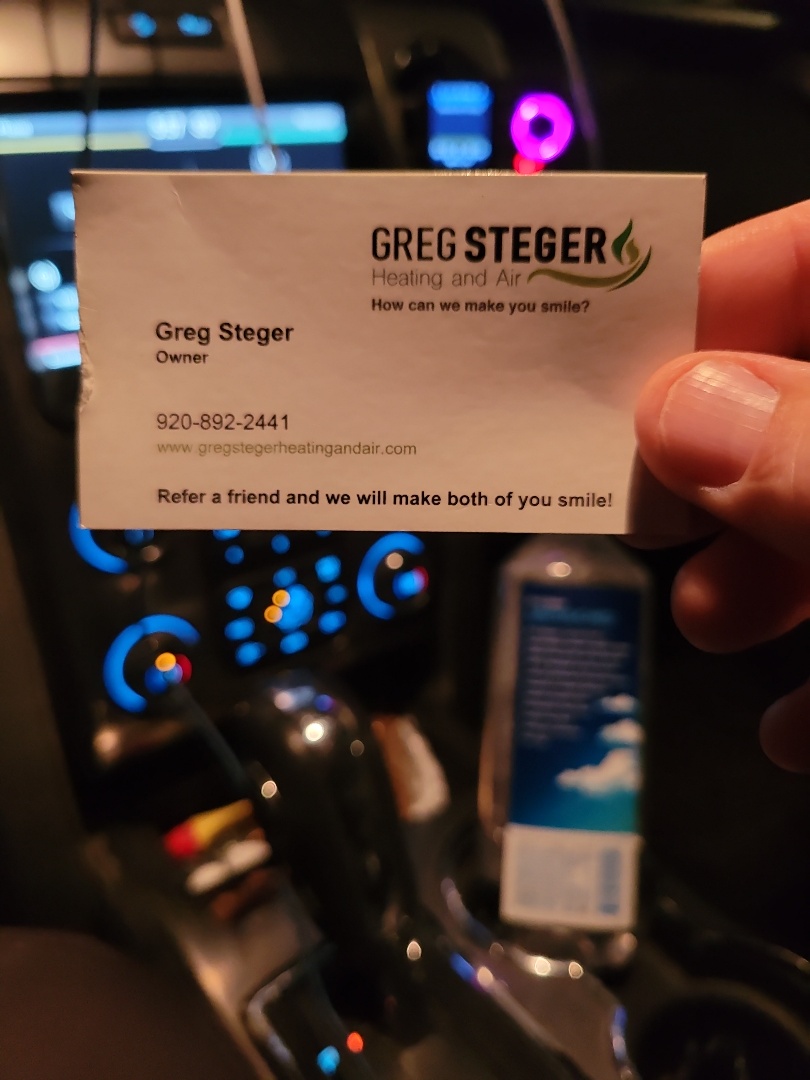 GREG STEGER
Heating and Air
How can we make you smile?
Greg Steger
Owner
920-892-2441
www.gregstegerheatingandair.com
Refer a friend and we will make both of you smile!